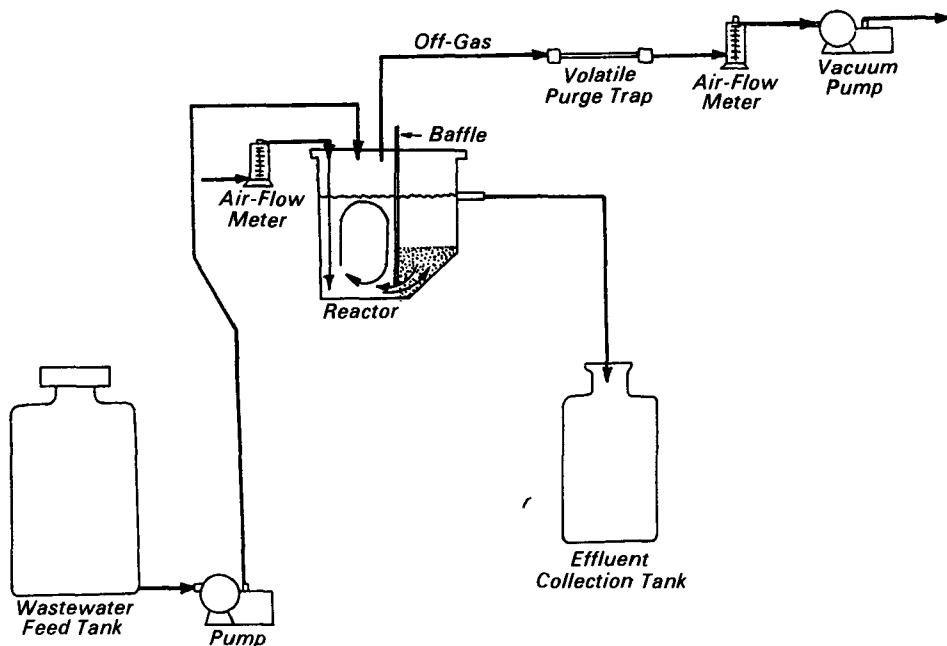 Off-Gas
Volatile
Purge Trap
Air-Flow
Meter
Vacuum
Pump
Baffle
Air-Flow
Meter
Reactor
Wastewater
Feed Tank
Pump
Effluent
Collection Tank